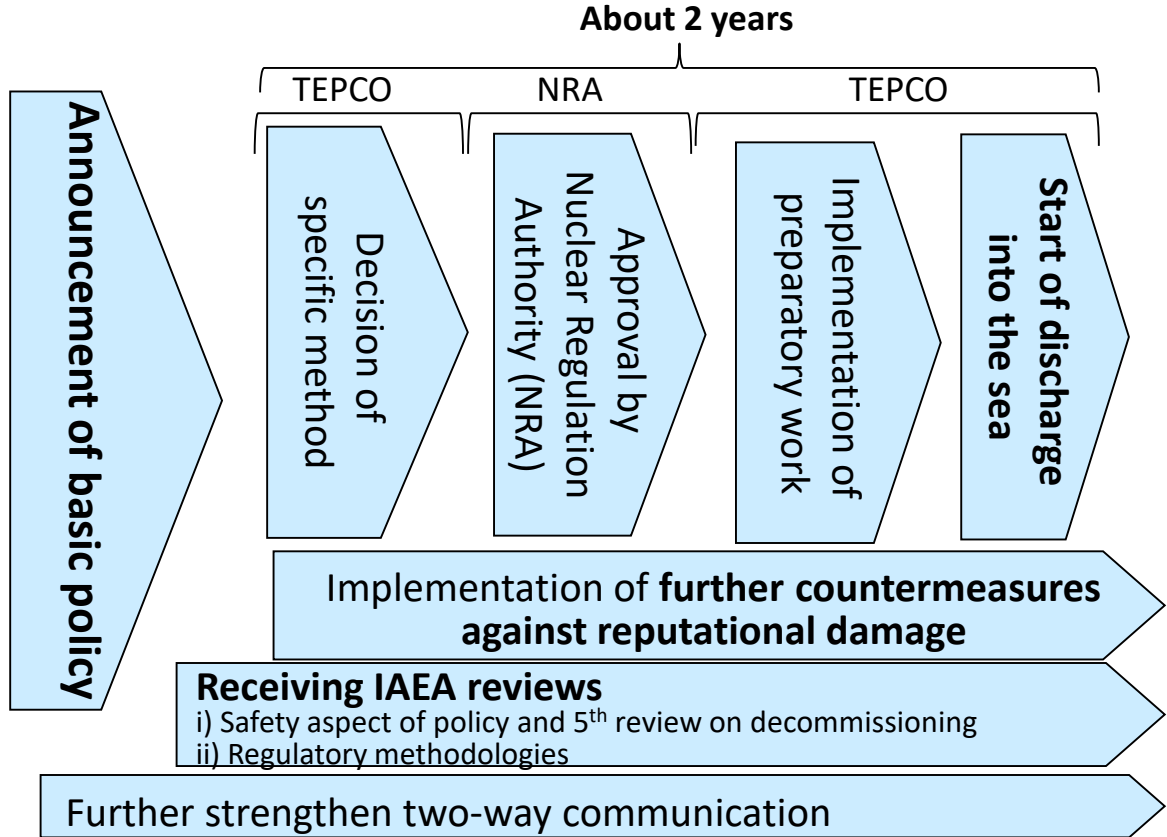 About 2 years
TEPCO
NRA
TEPCO
Announcement of basic policy
Decision of
specific method
Approval by
Nuclear Regulation
Authority (NRA)
Implementation of
preparatory work
Start of discharge
into the sea
Implementation of further countermeasures
against reputational damage
Receiving IAEA reviews
i) Safety aspect of policy and 5th review on decommissioning
ii) Regulatory methodologies
Further strengthen two-way communication